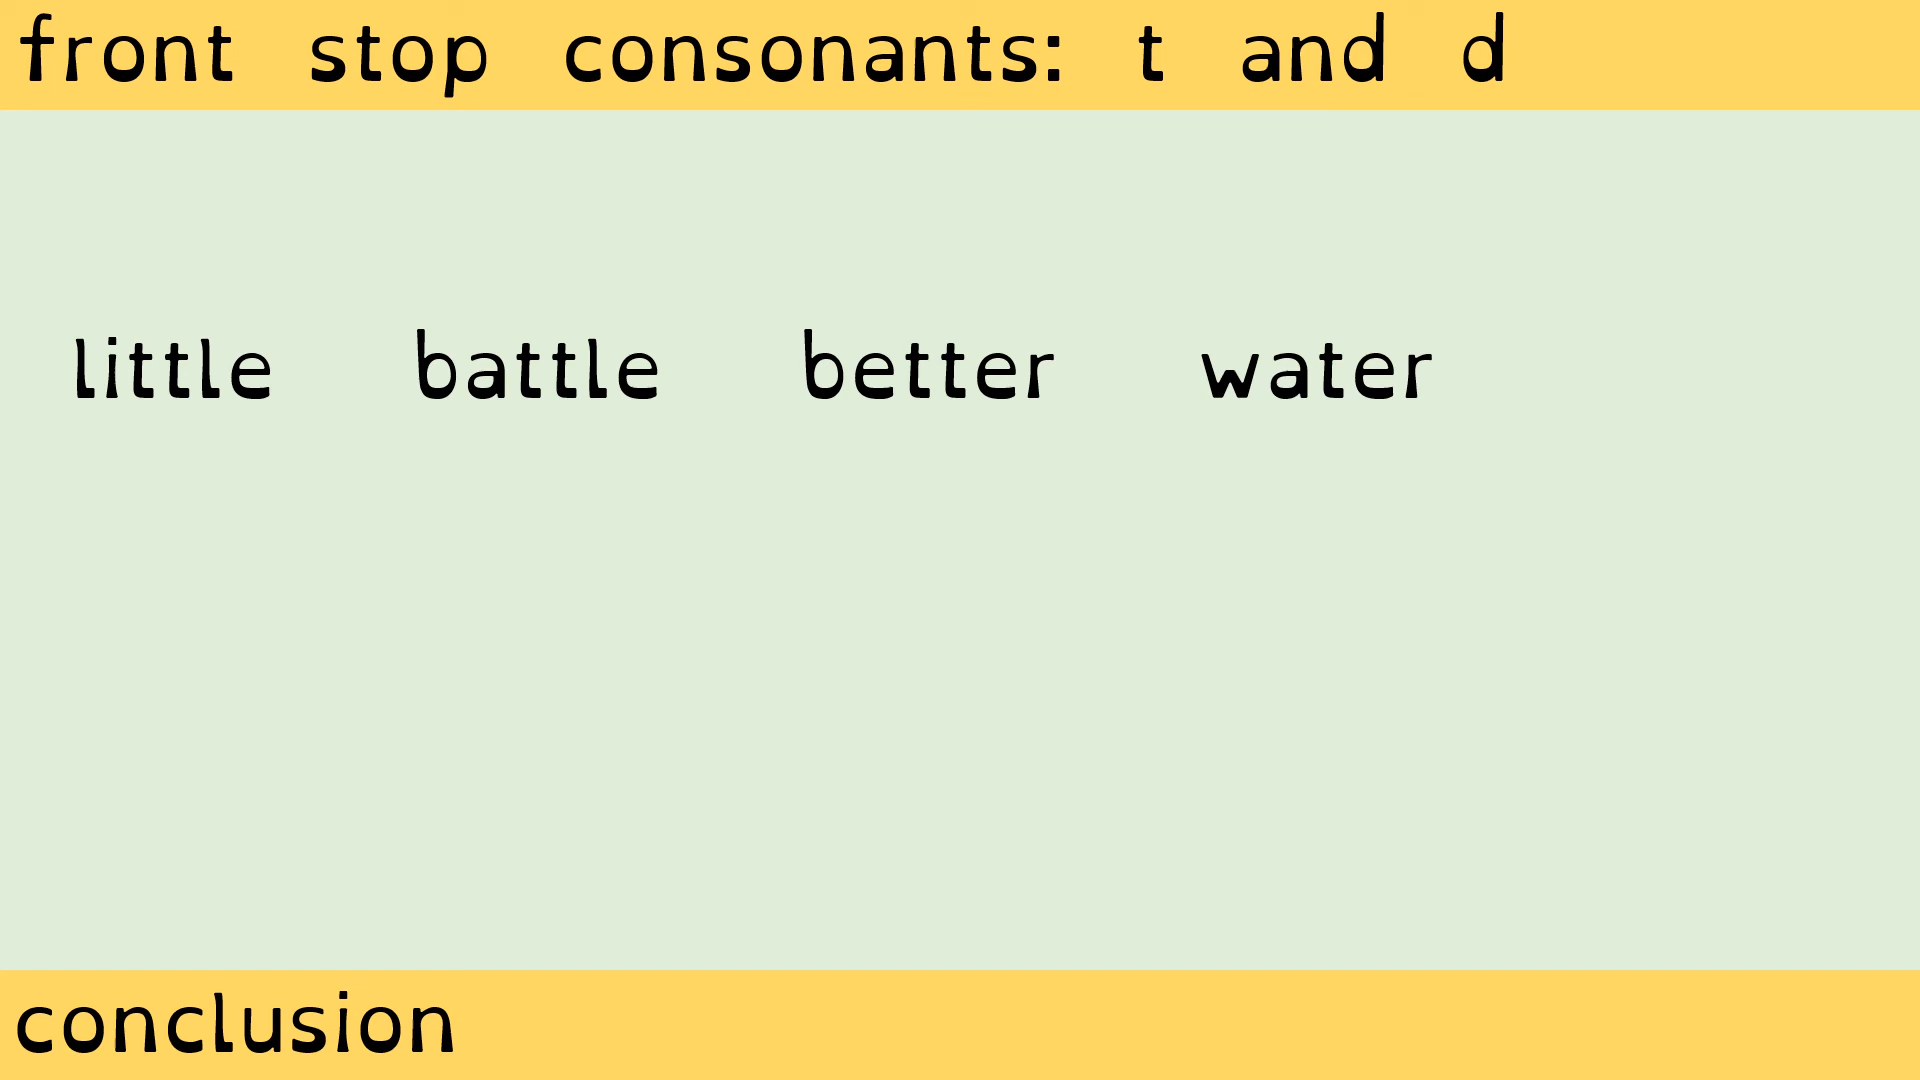 front stop consonants: t and d
little battle better water
conclusion